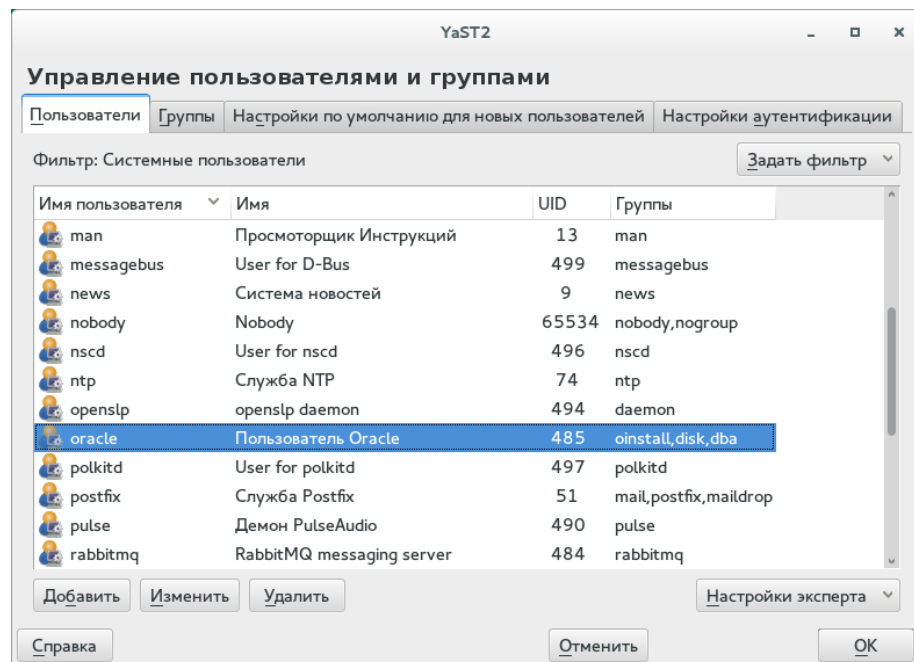 YaST2
Управление пользователями и группами
Пользователи Группы Настройки по умолчанию для новых пользователей Настройки аутентификации
Фильтр: Системные пользователи Задать фильтр
Имя пользователя Имя UID Группы
man Просмоторщик Инструкций 13 man
messagebus User for D-Bus 499 messagebus
news Система новостей 9 news
nobody Nobody 65534 nobody,nogroup
nscd User for nscd 496 nscd
ntp Служба NTP 74 ntp
openslp openslp daemon 494 daemon
oracle Пользователь Oracle 485 oinstall,disk,dba
polkitd User for polkitd 497 polkitd
postfix Служба Postfix 51 mail,postfix,maildrop
pulse Демон PulseAudio 490 pulse
rabbitmq RabbitMQ messaging server 484 rabbitmq
Добавить Изменить Удалить Настройки эксперта
Справка Отменить OK